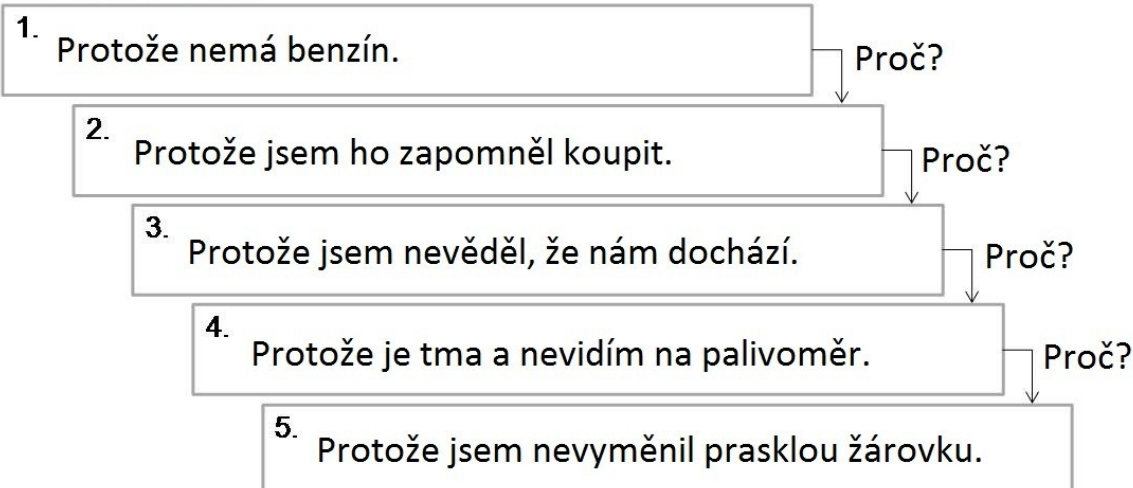 1. Protože nemá benzín.
Proč?
2. Protože jsem ho zapomněl koupit.
Proč?
3. Protože jsem nevěděl, že nám dochází.
Proč?
4. Protože je tma a nevidím na palivoměr.
Proč?
5. Protože jsem nevyměnil prasklou žárovku.